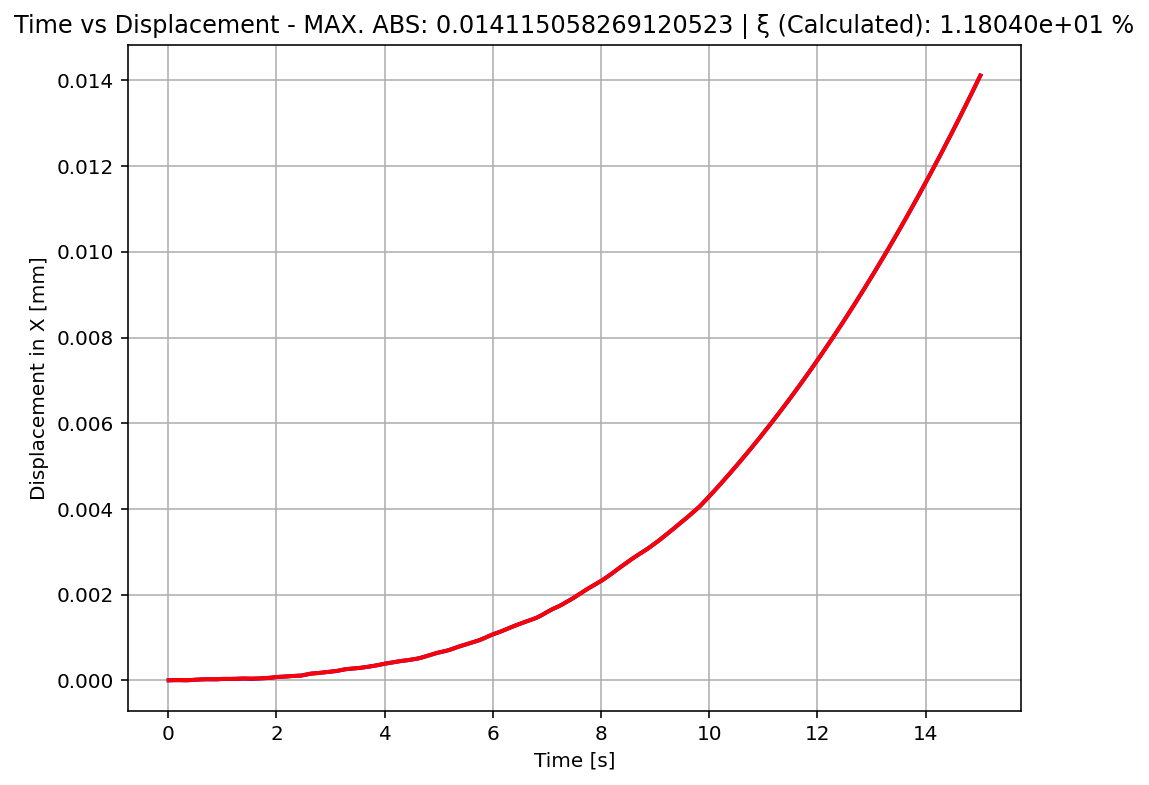 Time vs Displacement - MAX. ABS: 0.014115058269120523 | ξ (Calculated): 1.18040e+01 %
0.014
0.012
0.010
0.008
0.006
0.004
0.002
0.000
Displacement in X [mm]
0 2 4 6 8 10 12 14
Time [s]